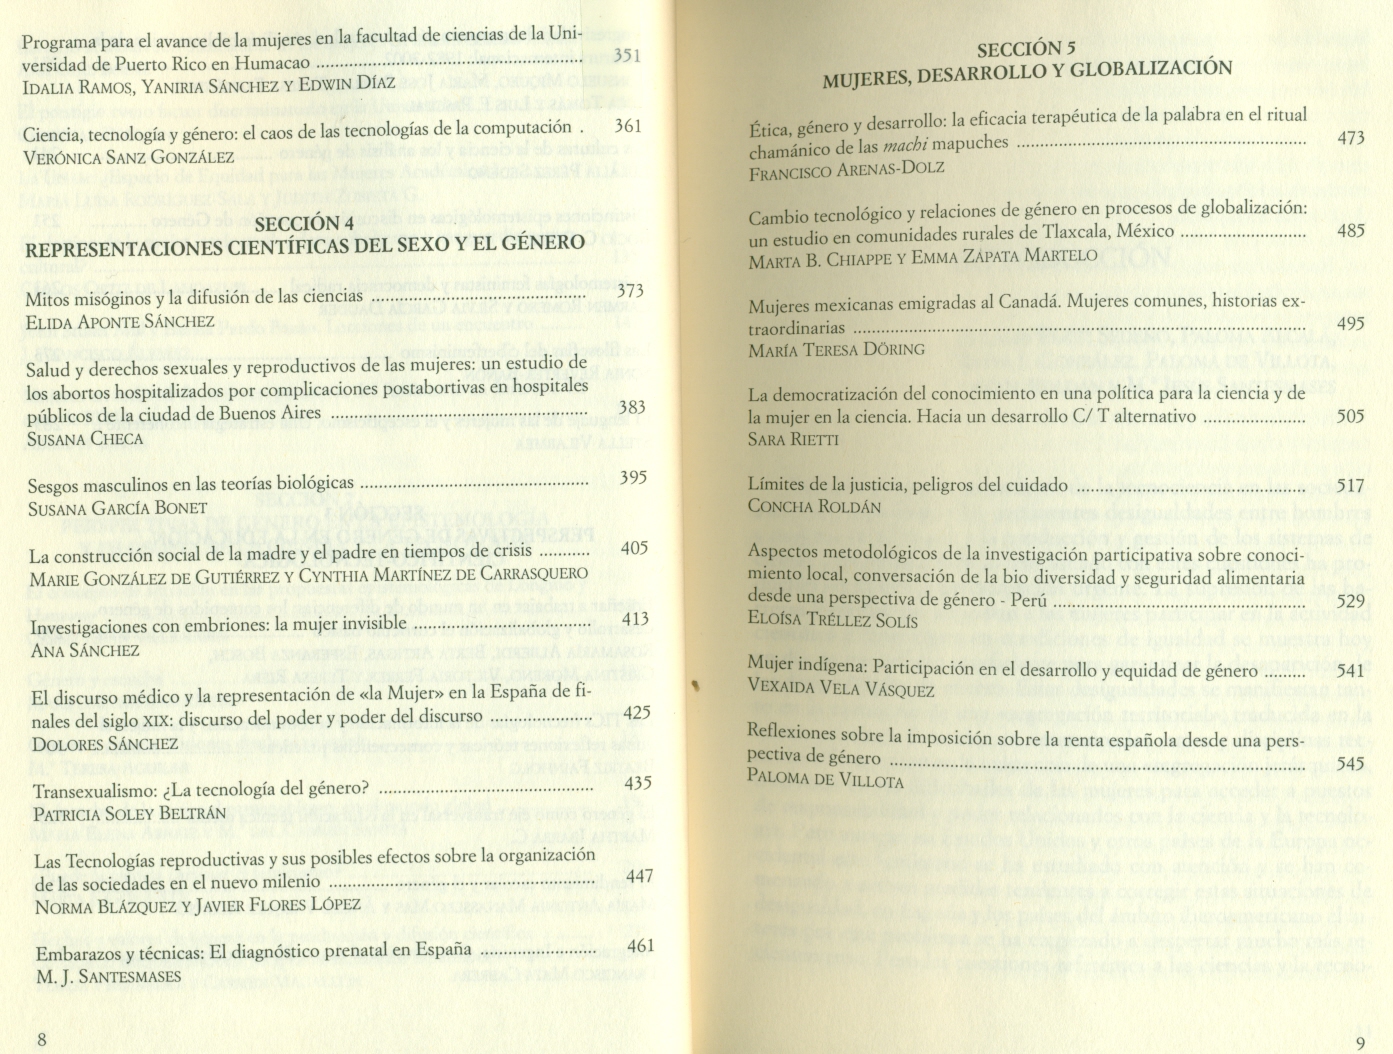 Programa para el avance de la mujeres en la facultad de ciencias de la Uni-
versidad de Puerto Rico en Humacao ........................................................ 351
IDALIA RAMOS, YANIRIA SÁNCHEZ Y EDWIN DÍAZ
Ciencia, tecnología y género: el caos de las tecnologías de la computación . 361
VERÓNICA SANZ GONZÁLEZ
SECCIÓN 4
REPRESENTACIONES CIENTÍFICAS DEL SEXO Y EL GÉNERO
Mitos misóginos y la difusión de las ciencias ............................................. 373
ELIDA APONTE SÁNCHEZ
Salud y derechos sexuales y reproductivos de las mujeres: un estudio de
los abortos hospitalizados por complicaciones postabortivas en hospitales
públicos de la ciudad de Buenos Aires ...................................................... 383
SUSANA CHECA
Sesgos masculinos en las teorías biológicas ................................................ 395
SUSANA GARCÍA BONET
La construcción social de la madre y el padre en tiempos de crisis ........... 405
MARIE GONZÁLEZ DE GUTIÉRREZ Y CYNTHIA MARTÍNEZ DE CARRASQUERO
Investigaciones con embriones: la mujer invisible ...................................... 413
ANA SÁNCHEZ
El discurso médico y la representación de «la Mujer» en la España de fi-
nales del siglo XIX: discurso del poder y poder del discurso ...................... 425
DOLORES SÁNCHEZ
Transexualismo: ¿La tecnología del género? ............................................. 435
PATRICIA SOLEY BELTRÁN
Las Tecnologías reproductivas y sus posibles efectos sobre la organización
de las sociedades en el nuevo milenio ........................................................ 447
NORMA BLÁZQUEZ Y JAVIER FLORES LÓPEZ
Embarazos y técnicas: El diagnóstico prenatal en España ......................... 461
M. J. SANTESMASES
8
SECCIÓN 5
MUJERES, DESARROLLO Y GLOBALIZACIÓN
Ética, género y desarrollo: la eficacia terapéutica de la palabra en el ritual
chamánico de las machi mapuches ............................................................. 473
FRANCISCO ARENAS-DOLZ
Cambio tecnológico y relaciones de género en procesos de globalización:
un estudio en comunidades rurales de Tlaxcala, México ........................... 485
MARTA B. CHIAPPE Y EMMA ZÁPATA MARTELO
Mujeres mexicanas emigradas al Canadá. Mujeres comunes, historias ex-
traordinarias ................................................................................................ 495
MARÍA TERESA DÖRING
La democratización del conocimiento en una política para la ciencia y de
la mujer en la ciencia. Hacia un desarrollo C/ T alternativo ...................... 505
SARA RIETTI
Límites de la justicia, peligros del cuidado ................................................. 517
CONCHA ROLDÁN
Aspectos metodológicos de la investigación participativa sobre conoci-
miento local, conversación de la bio diversidad y seguridad alimentaria
desde una perspectiva de género - Perú ..................................................... 529
ELOÍSA TRÉLLEZ SOLÍS
Mujer indígena: Participación en el desarrollo y equidad de género ......... 541
VEXAIDA VELA VÁSQUEZ
Reflexiones sobre la imposición sobre la renta española desde una pers-
pectiva de género ........................................................................................ 545
PALOMA DE VILLOTA
9